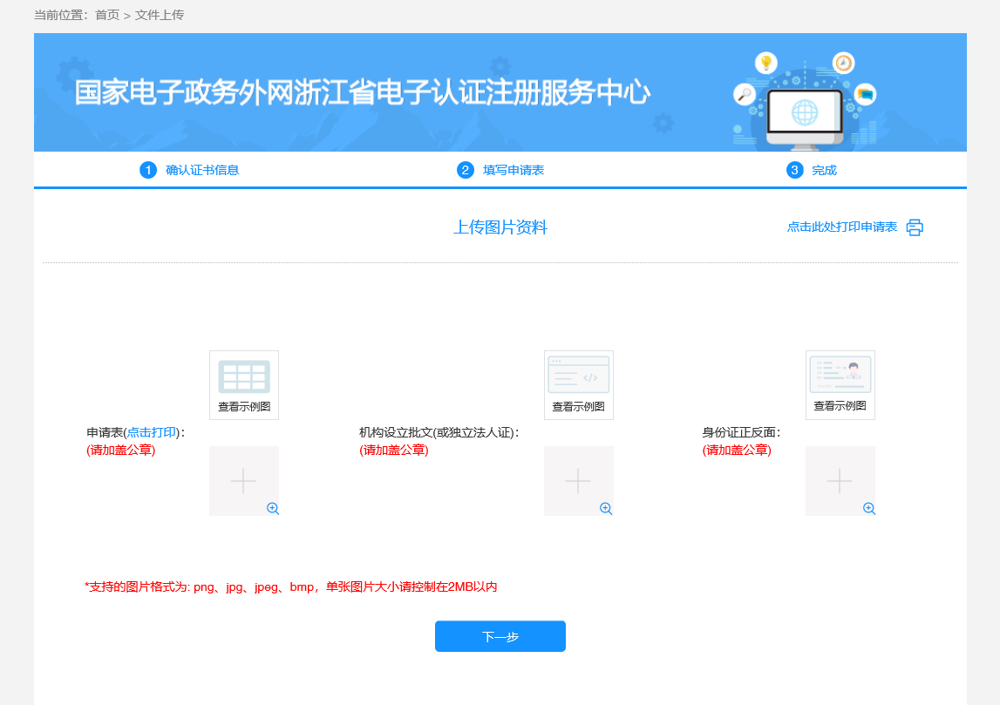 当前位置：首页 > 文件上传
国家电子政务外网浙江省电子认证注册服务中心
1 确认证书信息
2 填写申请表
3 完成
上传图片资料
点击此处打印申请表
查看示例图
查看示例图
查看示例图
申请表(点击打印)：
(请加盖公章)
机构设立批文(或独立法人证)：
(请加盖公章)
身份证正反面：
(请加盖公章)
*支持的图片格式为: png、jpg、jpeg、bmp，单张图片大小请控制在2MB以内
下一步